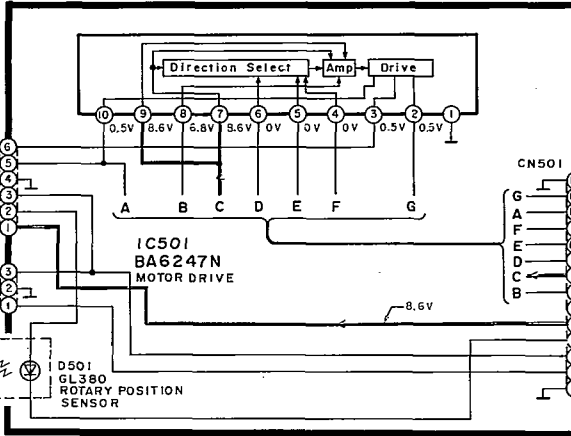 Direction Select Amp Drive
10 9 8 7 6 5 4 3 2 1
0.5V 8.6V 6.8V 8.6V 0V 0V 0V 0.5V 0.5V
6
5
4
3
2
1
3
2
1
A B C D E F G
CN501
G
A
F
E
D
C
B
IC501
BA6247N
MOTOR DRIVE
8.6V
D501
GL380
ROTARY POSITION
SENSOR